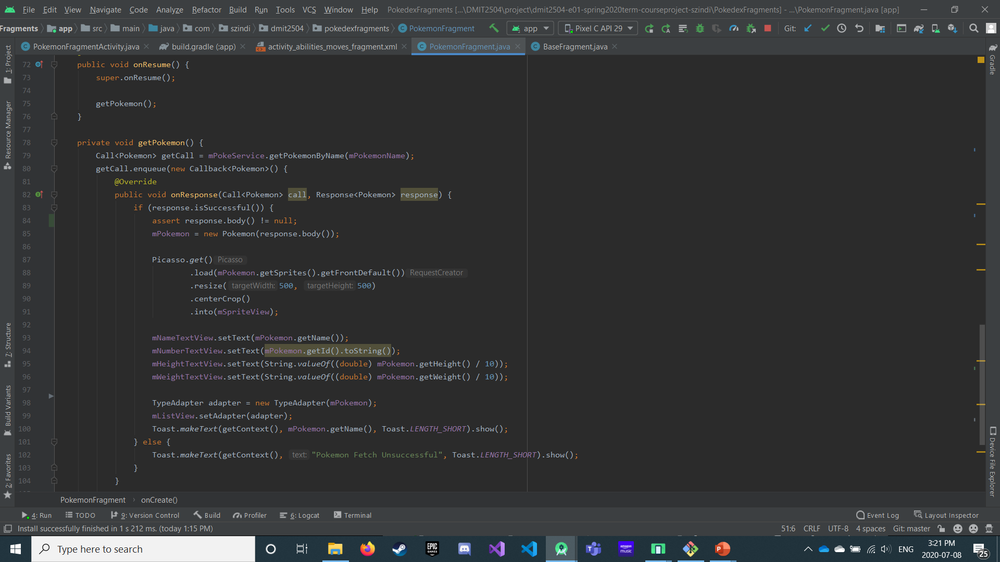 File Edit View Navigate Code Analyze Refactor Build Run Tools VCS Window Help PokedexFragments [...\DMIT2504\project\dmit2504-e01-spring2020term-courseproject-szindi\PokedexFragments] - ...\PokemonFragment.java [app]
Fragments app src main java com szindi dmit2504 pokedexfragments PokemonFragment app Pixel C API 29 Git:
PokemonFragmentActivity.java build.gradle (:app) activity_abilities_moves_fragment.xml PokemonFragment.java BaseFragment.java
1: Project
Resource Manager
7: Structure
Build Variants
2: Favorites
Gradle
Device File Explorer
72 public void onResume() {
73 super.onResume();
74
75 getPokemon();
76 }
77
78 private void getPokemon() {
79 Call<Pokemon> getCall = mPokeService.getPokemonByName(mPokemonName);
80 getCall.enqueue(new Callback<Pokemon>() {
81 @Override
82 public void onResponse(Call<Pokemon> call, Response<Pokemon> response) {
83 if (response.isSuccessful()) {
84 assert response.body() != null;
85 mPokemon = new Pokemon(response.body());
86
87 Picasso.get() Picasso
88 .load(mPokemon.getSprites().getFrontDefault()) RequestCreator
89 .resize( targetWidth: 500, targetHeight: 500)
90 .centerCrop()
91 .into(mSpriteView);
92
93 mNameTextView.setText(mPokemon.getName());
94 mNumberTextView.setText(mPokemon.getId().toString());
95 mHeightTextView.setText(String.valueOf((double) mPokemon.getHeight() / 10));
96 mWeightTextView.setText(String.valueOf((double) mPokemon.getWeight() / 10));
97
98 TypeAdapter adapter = new TypeAdapter(mPokemon);
99 mListView.setAdapter(adapter);
100 Toast.makeText(getContext(), mPokemon.getName(), Toast.LENGTH_SHORT).show();
101 } else {
102 Toast.makeText(getContext(), text: "Pokemon Fetch Unsuccessful", Toast.LENGTH_SHORT).show();
103 }
104 }
PokemonFragment › onCreate()
4: Run TODO 9: Version Control Build Profiler 6: Logcat Terminal Event Log Layout Inspector
Install successfully finished in 1 s 212 ms. (today 1:15 PM) 51:6 CRLF UTF-8 4 spaces Git: master
Type here to search
EPIC GAMES
amazon music
ENG
3:21 PM
2020-07-08
25